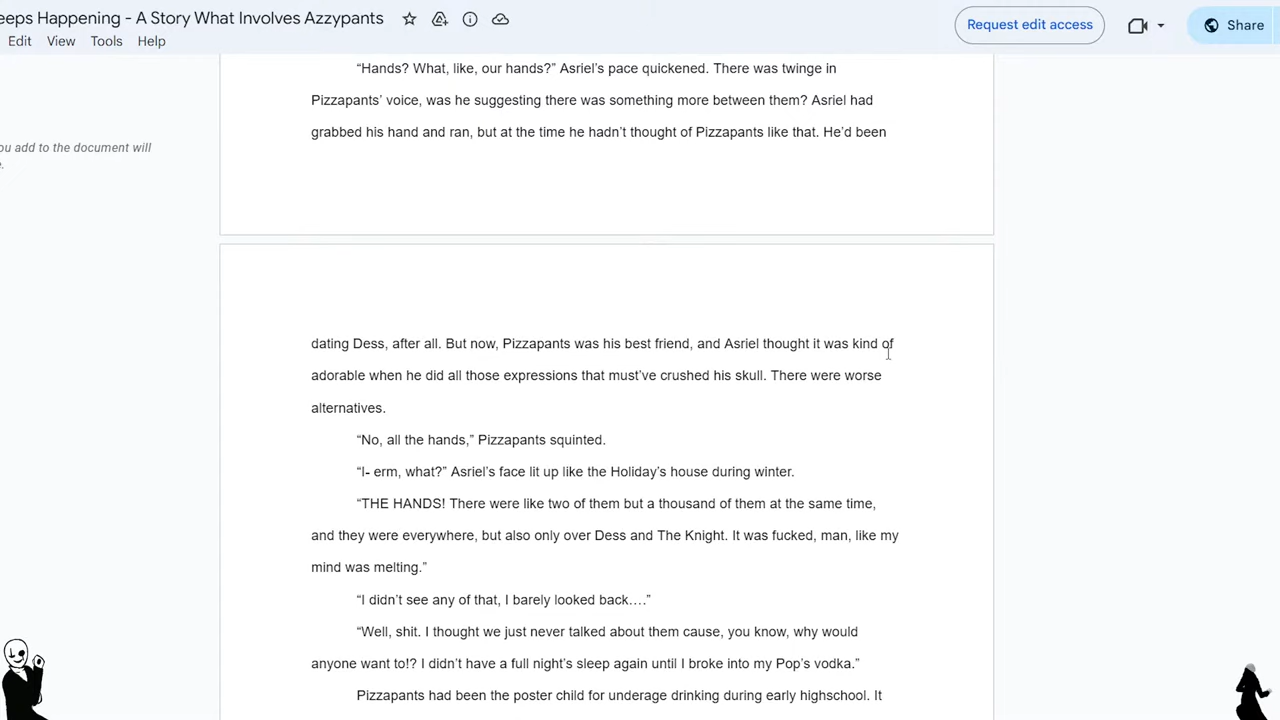 eeps Happening - A Story What Involves Azzypants
Request edit access
Share
Edit View Tools Help
“Hands? What, like, our hands?” Asriel’s pace quickened. There was twinge in
Pizzapants’ voice, was he suggesting there was something more between them? Asriel had
grabbed his hand and ran, but at the time he hadn’t thought of Pizzapants like that. He’d been
ou add to the document will
e.
dating Dess, after all. But now, Pizzapants was his best friend, and Asriel thought it was kind of
adorable when he did all those expressions that must’ve crushed his skull. There were worse
alternatives.
“No, all the hands,” Pizzapants squinted.
“I- erm, what?” Asriel’s face lit up like the Holiday’s house during winter.
“THE HANDS! There were like two of them but a thousand of them at the same time,
and they were everywhere, but also only over Dess and The Knight. It was fucked, man, like my
mind was melting.”
“I didn’t see any of that, I barely looked back….”
“Well, shit. I thought we just never talked about them cause, you know, why would
anyone want to!? I didn’t have a full night’s sleep again until I broke into my Pop’s vodka.”
Pizzapants had been the poster child for underage drinking during early highschool. It